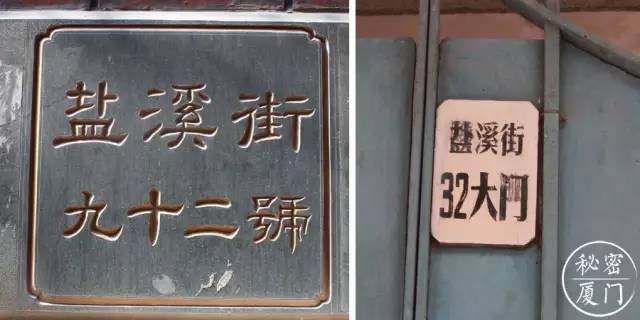 盐溪街
九十二號
盐溪街
32大门
秘密
厦门